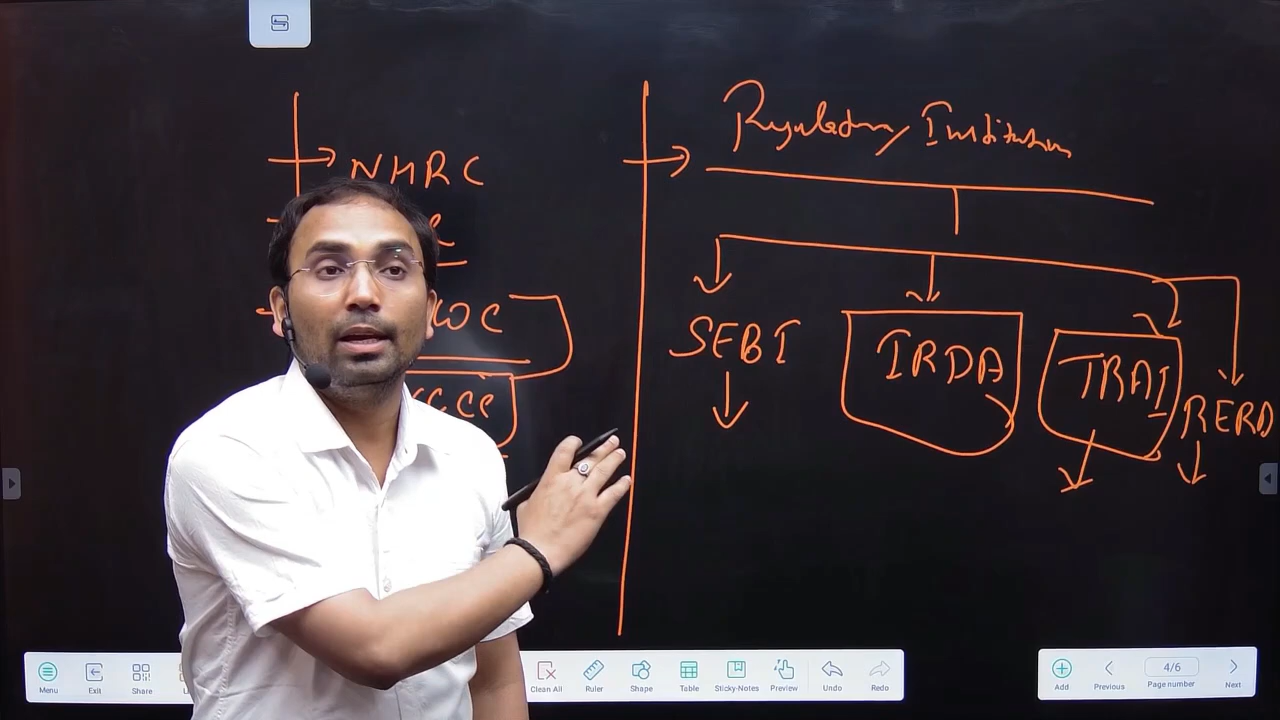 Regulatory Institutions
NHRC
SEBI
IRDA
TRAI
RERA
Menu
Exit
Share
Clean All
Ruler
Shape
Table
Sticky-Notes
Preview
Undo
Redo
Add
Previous
4/6
Page number
Next